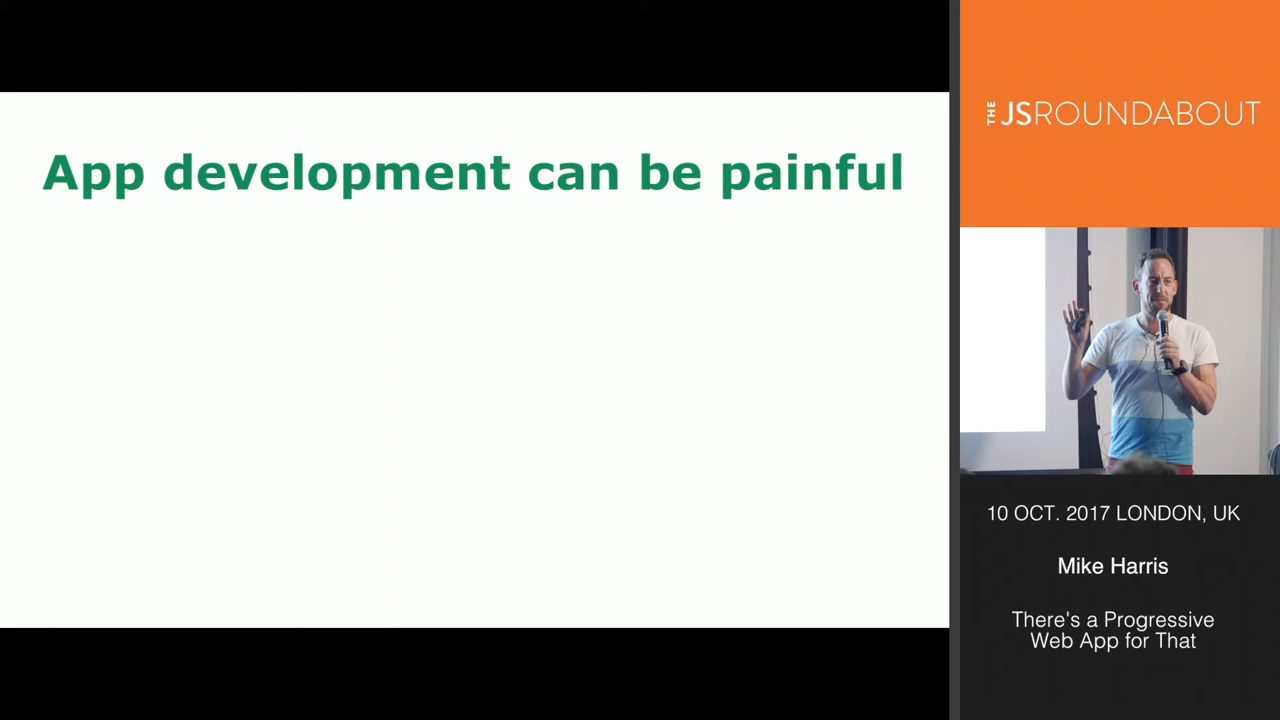 App development can be painful
THE JSROUNDABOUT
10 OCT. 2017 LONDON, UK
Mike Harris
There's a Progressive
Web App for That